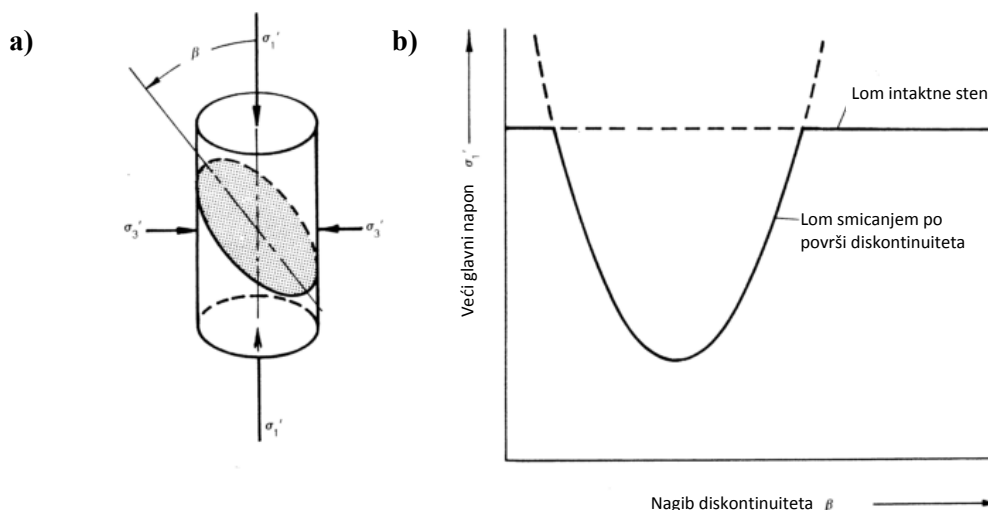 a)
β
σ₁'
σ₃'
σ₃'
σ₁'
b)
Veći glavni napon σ₁'
Lom intaktne sten
Lom smicanjem po
površi diskontinuiteta
Nagib diskontinuiteta β